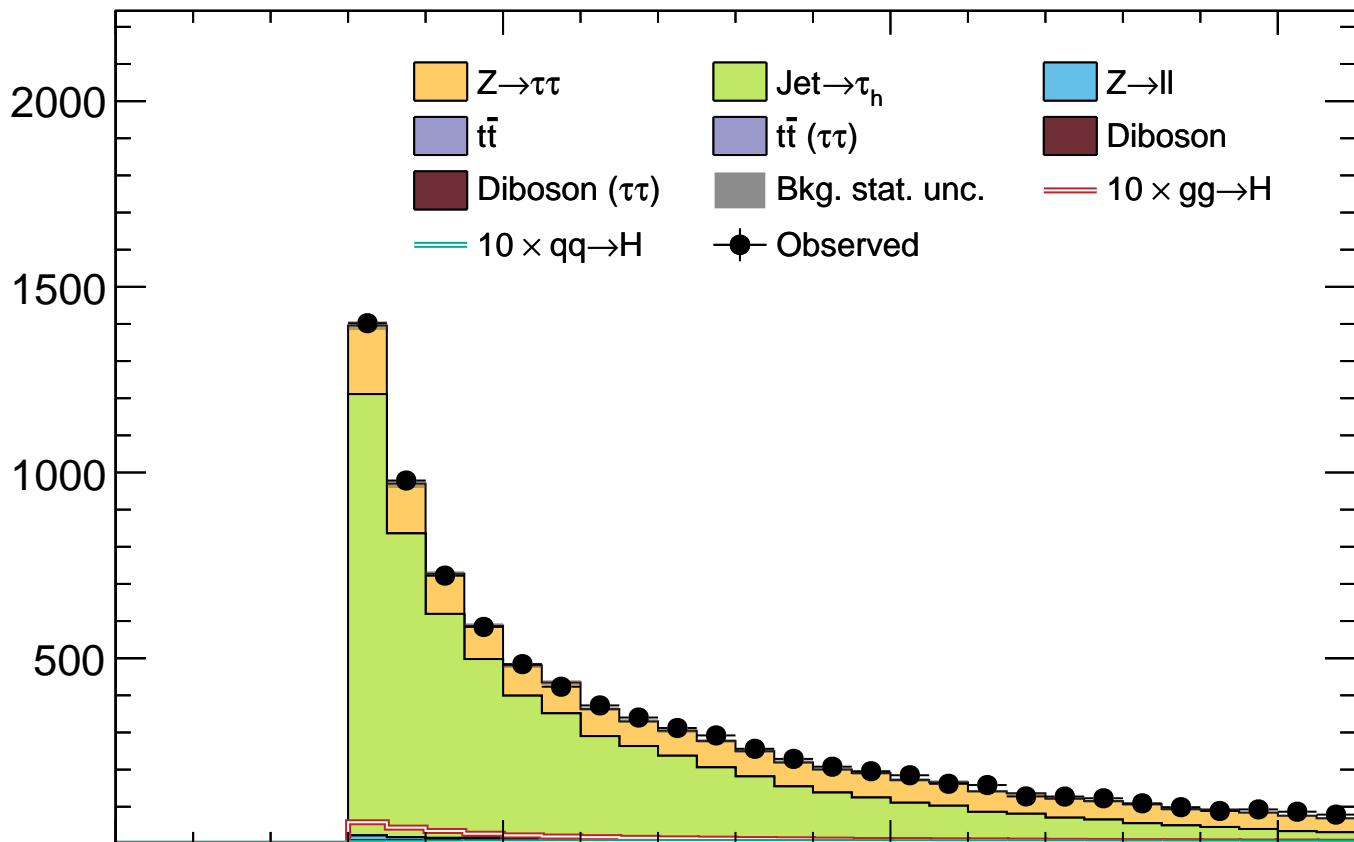 2000
Z→ττ Jet→τh Z→ll
tt̄ tt̄ (ττ) Diboson
Diboson (ττ) Bkg. stat. unc. 10 × gg→H
10 × qq→H Observed
1500
1000
500